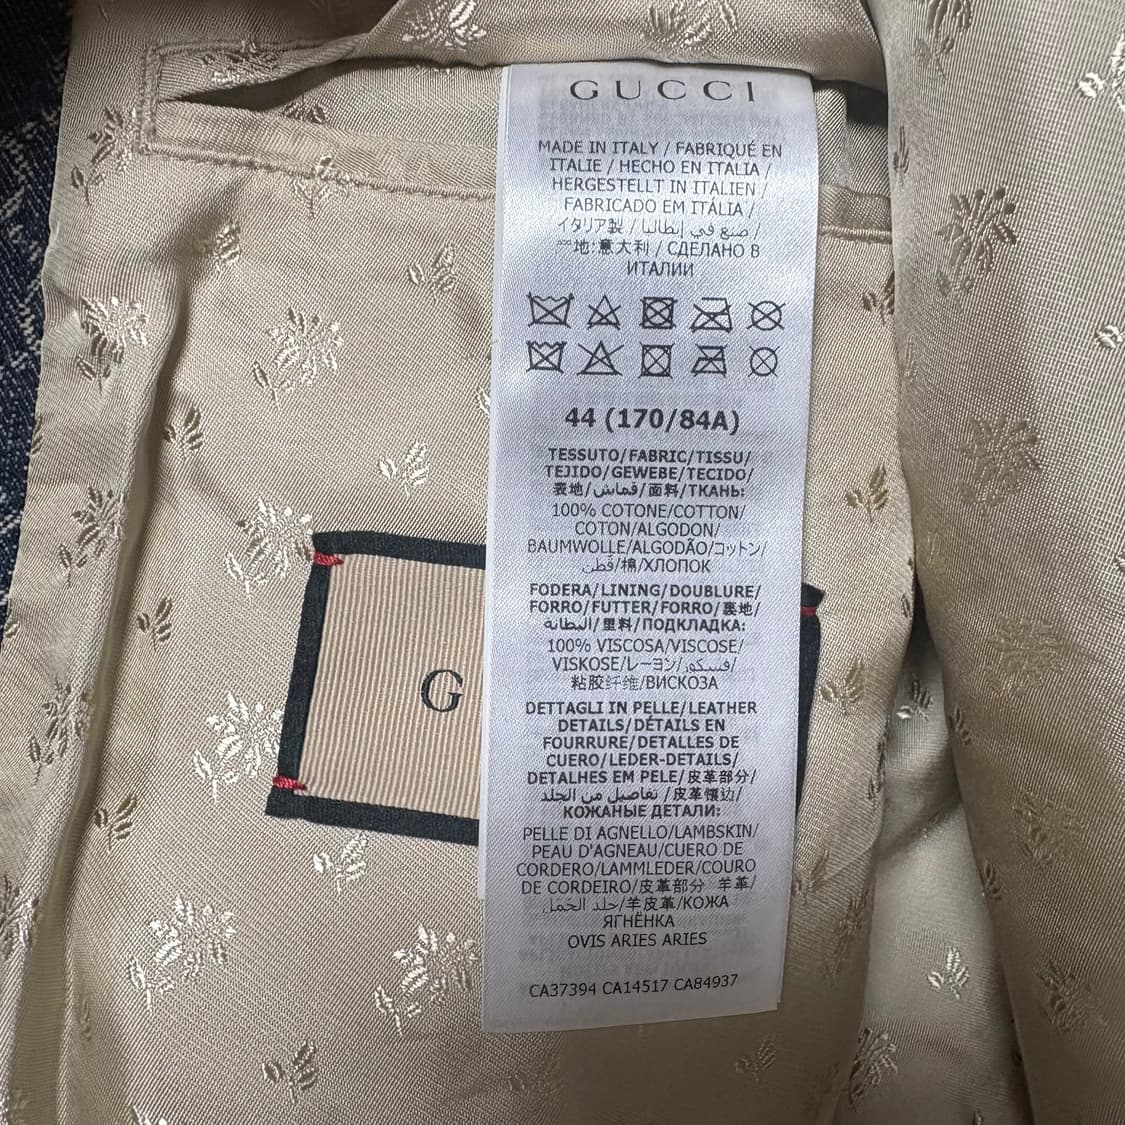 GUCCI
MADE IN ITALY / FABRIQUÉ EN
ITALIE / HECHO EN ITALIA /
HERGESTELLT IN ITALIEN /
FABRICADO EM ITÁLIA /
イタリア製 / صنع في إيطاليا /
地:意大利 / СДЕЛАНО В
ИТАЛИИ
44 (170/84A)
TESSUTO/FABRIC/TISSU/
TEJIDO/GEWEBE/TECIDO/
表地/قماش/面料/ТКАНЬ:
100% COTONE/COTTON/
COTON/ALGODON/
BAUMWOLLE/ALGODÃO/コットン/
قطن/棉/ХЛОПОК
FODERA/LINING/DOUBLURE/
FORRO/FUTTER/FORRO/裏地/
البطانة/里料/ПОДКЛАДКА:
100% VISCOSA/VISCOSE/
VISKOSE/レーヨン/فسكوز/
粘胶纤维/ВИСКОЗА
DETTAGLI IN PELLE/LEATHER
DETAILS/DÉTAILS EN
FOURRURE/DETALLES DE
CUERO/LEDER-DETAILS/
DETALHES EM PELE/皮革部分/
تفاصيل من الجلد/皮革镶边/
КОЖАНЫЕ ДЕТАЛИ:
PELLE DI AGNELLO/LAMBSKIN/
PEAU D'AGNEAU/CUERO DE
CORDERO/LAMMLEDER/COURO
DE CORDEIRO/皮革部分 羊革/
جلد الحَمَل/羊皮革/КОЖА
ЯГНЁНКА
OVIS ARIES ARIES
CA37394 CA14517 CA84937
G